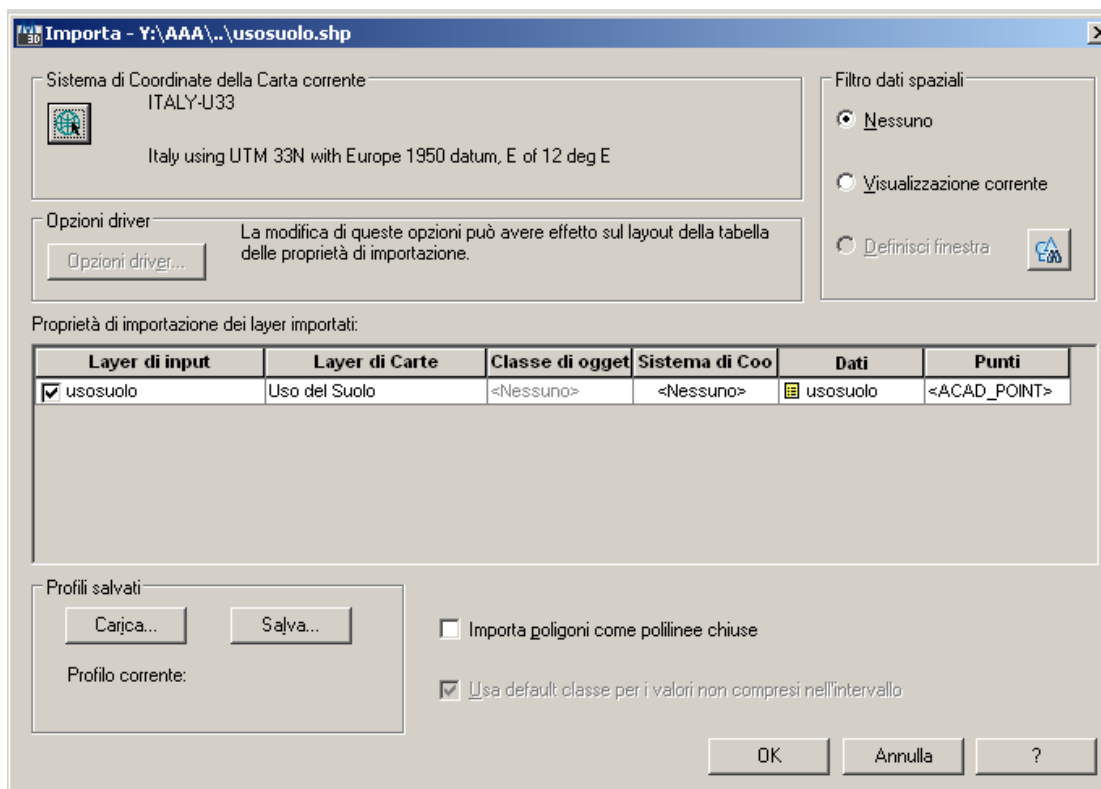 Importa - Y:\AAA\..\usosuolo.shp
Sistema di Coordinate della Carta corrente
ITALY-U33
Italy using UTM 33N with Europe 1950 datum, E of 12 deg E
Filtro dati spaziali
Nessuno
Visualizzazione corrente
Definisci finestra
Opzioni driver
Opzioni driver...
La modifica di queste opzioni può avere effetto sul layout della tabella
delle proprietà di importazione.
Proprietà di importazione dei layer importati:
Layer di input Layer di Carte Classe di ogget Sistema di Coo Dati Punti
usosuolo Uso del Suolo <Nessuno> <Nessuno> usosuolo <ACAD_POINT>
Profili salvati
Carica... Salva...
Profilo corrente:
Importa poligoni come polilinee chiuse
Usa default classe per i valori non compresi nell'intervallo
OK Annulla ?